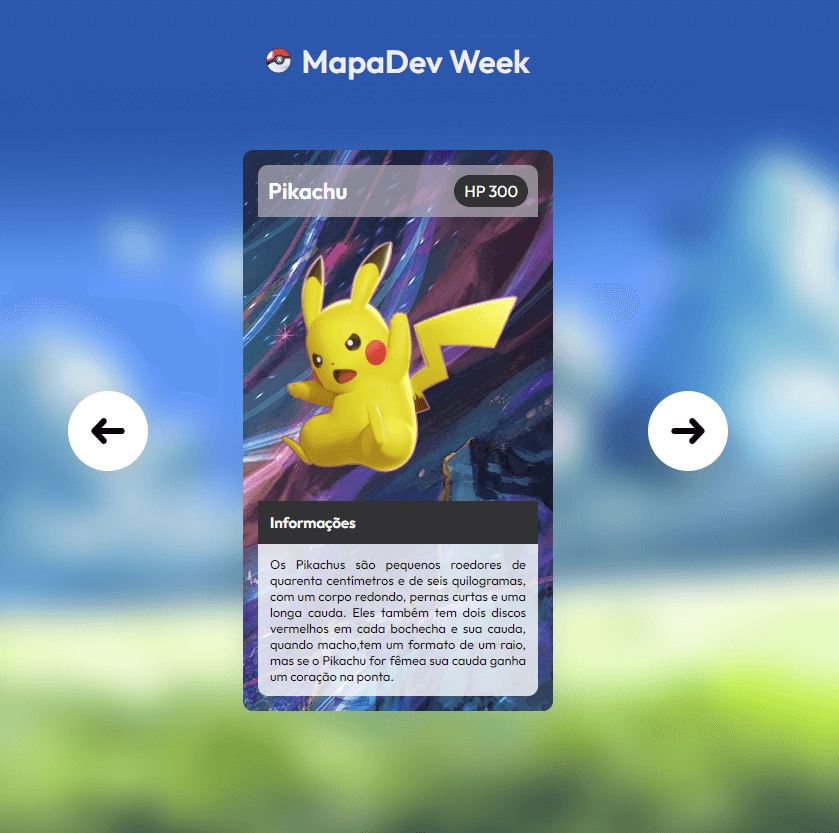 MapaDev Week
Pikachu
HP 300
Informações
Os Pikachus são pequenos roedores de
quarenta centímetros e de seis quilogramas,
com um corpo redondo, pernas curtas e uma
longa cauda. Eles também tem dois discos
vermelhos em cada bochecha e sua cauda,
quando macho,tem um formato de um raio,
mas se o Pikachu for fêmea sua cauda ganha
um coração na ponta.